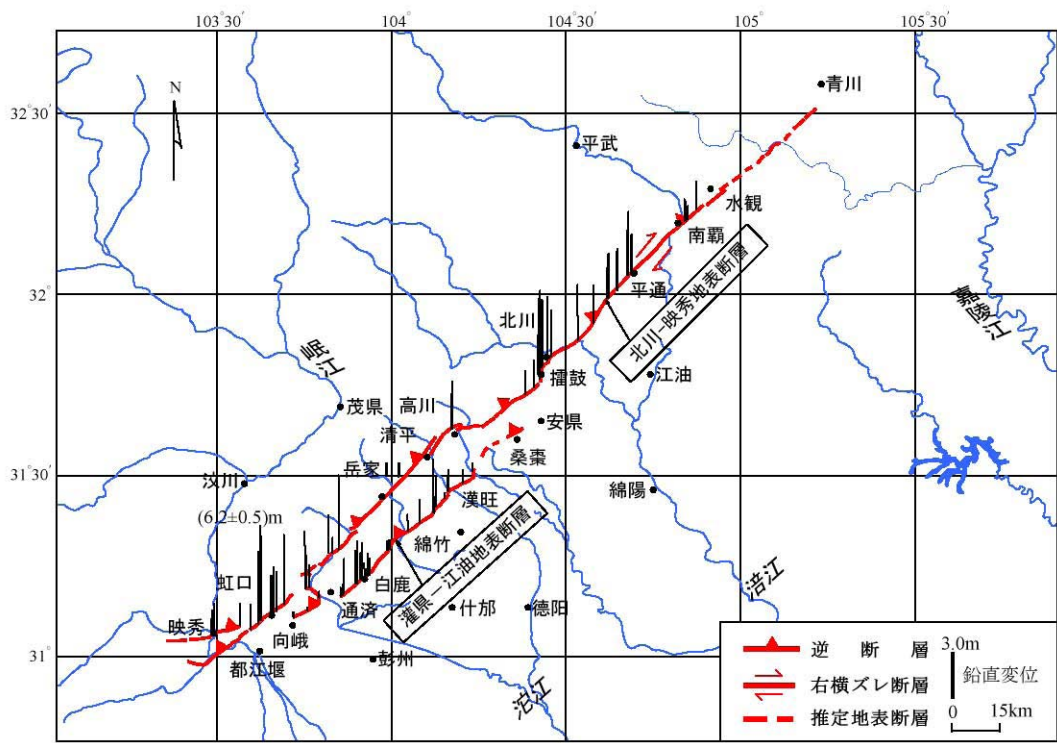 103°30′
104°
104°30′
105°
105°30′
32°30′
32°
31°30′
31°
N
青川
平武
水観
南覇
平通
北川-映秀地表断層
嘉陵江
北川
擂鼓
江油
岷江
茂県
高川
安県
清平
桑棗
汶川
岳家
漢旺
綿陽
(6.2±0.5)m
綿竹
灌県－江油地表断層
虹口
白鹿
通済
什邡
德阳
涪江
映秀
向峨
都江堰
彭州
沱江
逆断層
右横ズレ断層
推定地表断層
3.0m
鉛直変位
0 15km